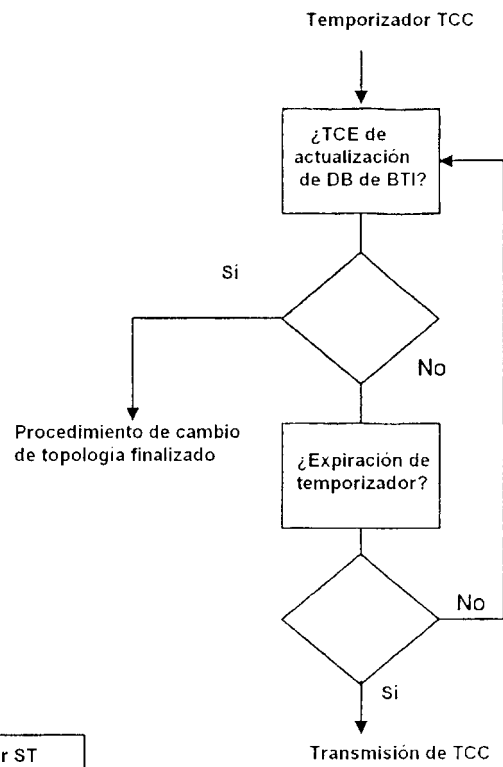 Temporizador TCC
¿TCE de
actualización
de DB de BTI?
Sí
No
Procedimiento de cambio
de topología finalizado
¿Expiración de
temporizador?
No
Si
Transmisión de TCC
r ST